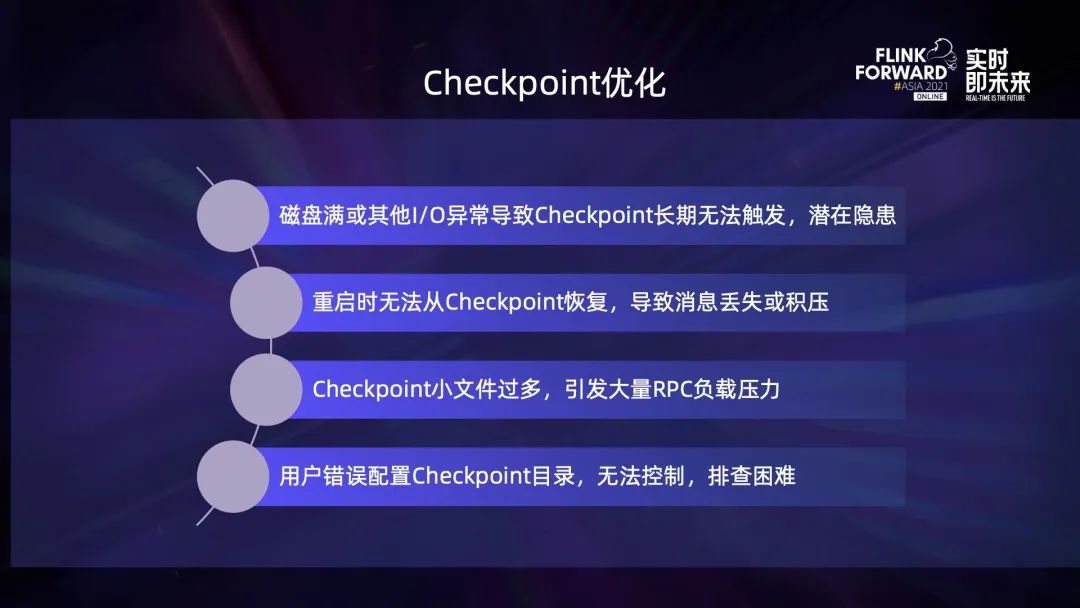 Checkpoint优化
FLINK
FORWARD
#ASIA 2021
ONLINE
实时
即未来
REAL-TIME IS THE FUTURE
磁盘满或其他I/O异常导致Checkpoint长期无法触发，潜在隐患
重启时无法从Checkpoint恢复，导致消息丢失或积压
Checkpoint小文件过多，引发大量RPC负载压力
用户错误配置Checkpoint目录，无法控制，排查困难